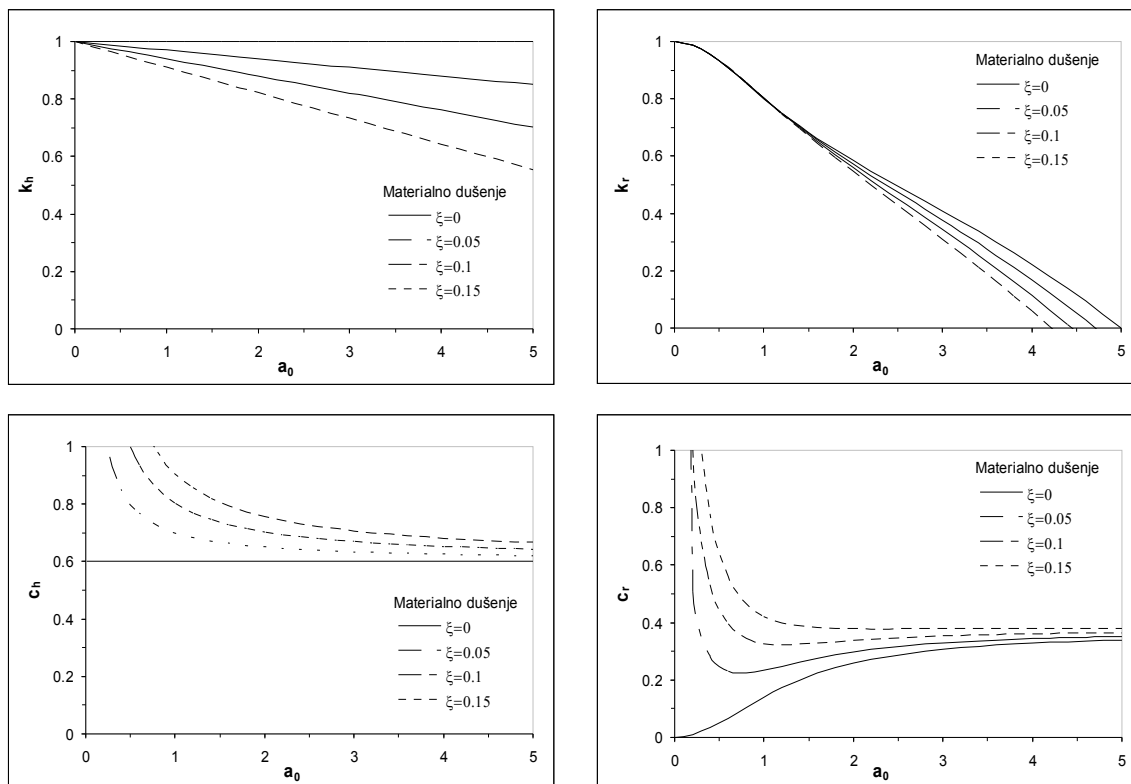 1
0.8
0.6
0.4
0.2
0
k_h
Materialno dušenje
ξ=0
ξ=0.05
ξ=0.1
ξ=0.15
0 1 2 3 4 5
a_0
1
0.8
0.6
0.4
0.2
0
k_r
Materialno dušenje
ξ=0
ξ=0.05
ξ=0.1
ξ=0.15
0 1 2 3 4 5
a_0
1
0.8
0.6
0.4
0.2
0
c_h
Materialno dušenje
ξ=0
ξ=0.05
ξ=0.1
ξ=0.15
0 1 2 3 4 5
a_0
1
0.8
0.6
0.4
0.2
0
c_r
Materialno dušenje
ξ=0
ξ=0.05
ξ=0.1
ξ=0.15
0 1 2 3 4 5
a_0